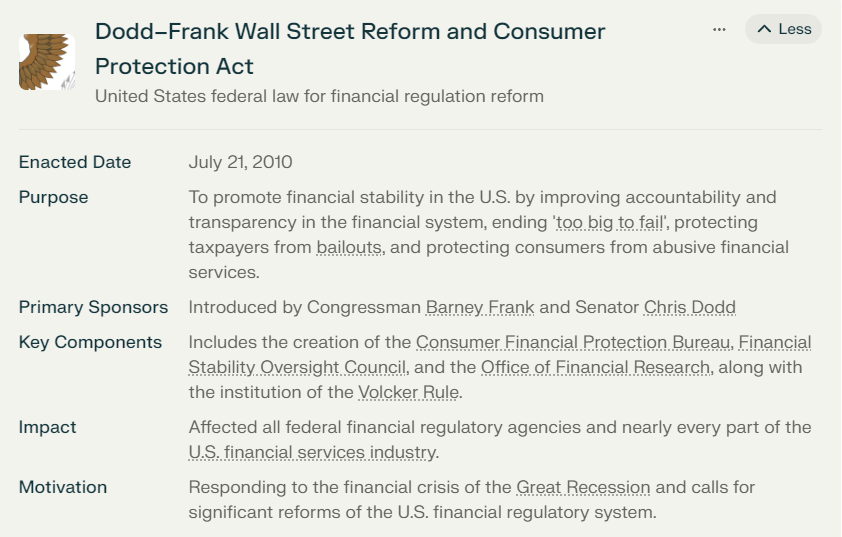 Dodd–Frank Wall Street Reform and Consumer
Protection Act
United States federal law for financial regulation reform
··· Less
Enacted Date July 21, 2010
Purpose To promote financial stability in the U.S. by improving accountability and
transparency in the financial system, ending 'too big to fail', protecting
taxpayers from bailouts, and protecting consumers from abusive financial
services.
Primary Sponsors Introduced by Congressman Barney Frank and Senator Chris Dodd
Key Components Includes the creation of the Consumer Financial Protection Bureau, Financial
Stability Oversight Council, and the Office of Financial Research, along with
the institution of the Volcker Rule.
Impact Affected all federal financial regulatory agencies and nearly every part of the
U.S. financial services industry.
Motivation Responding to the financial crisis of the Great Recession and calls for
significant reforms of the U.S. financial regulatory system.